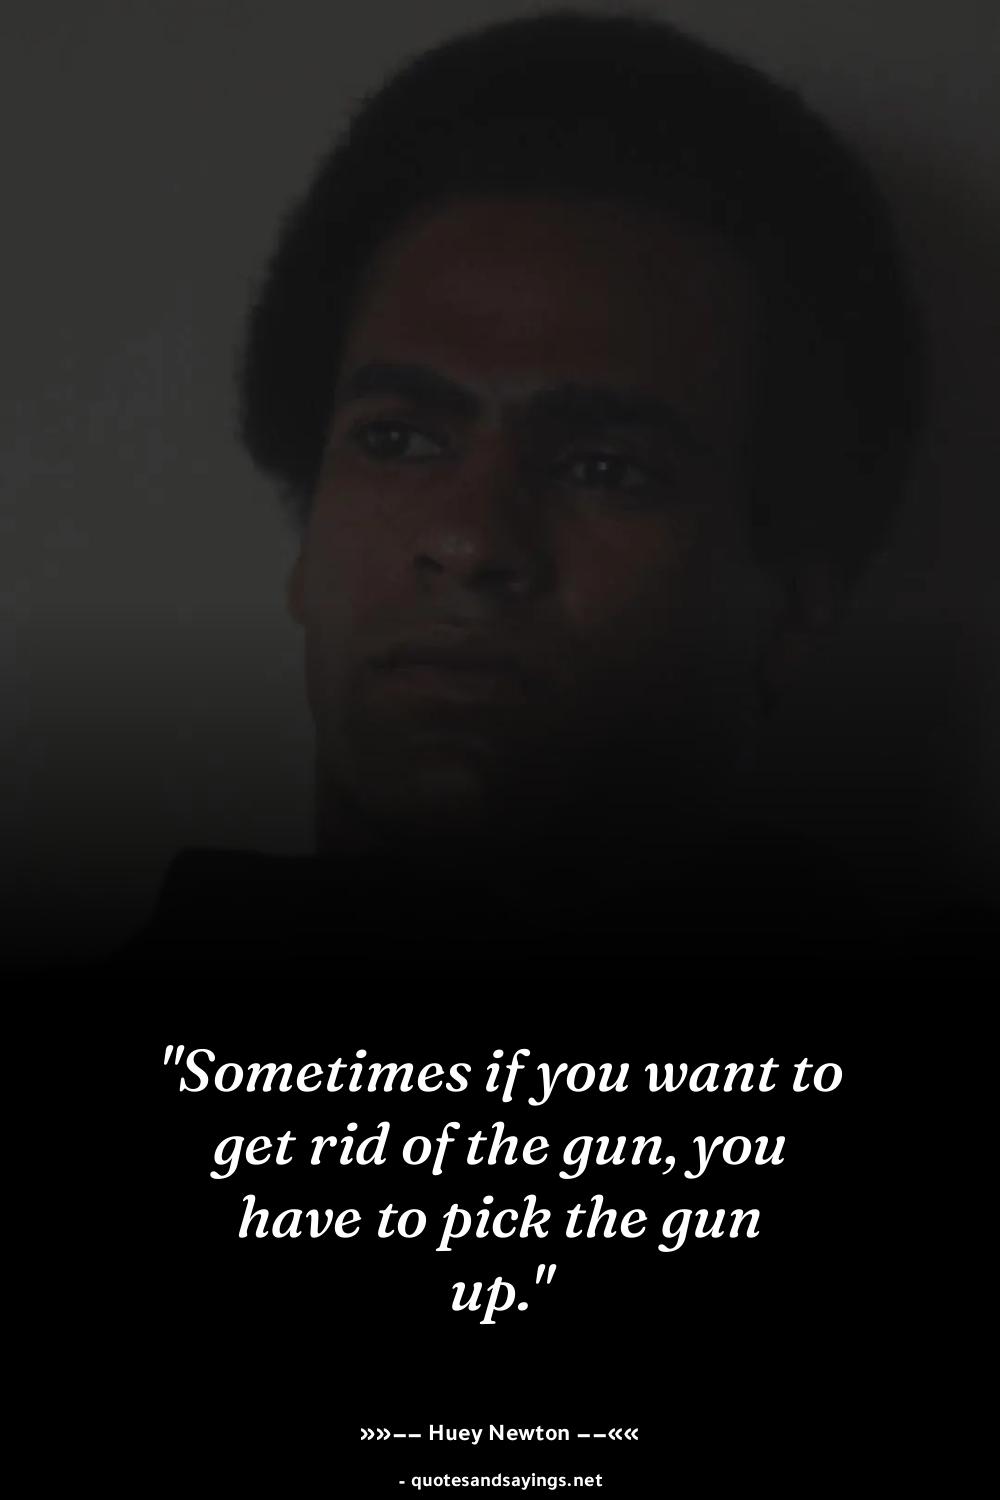 "Sometimes if you want to
get rid of the gun, you
have to pick the gun
up."
»»–– Huey Newton ––««
- quotesandsayings.net